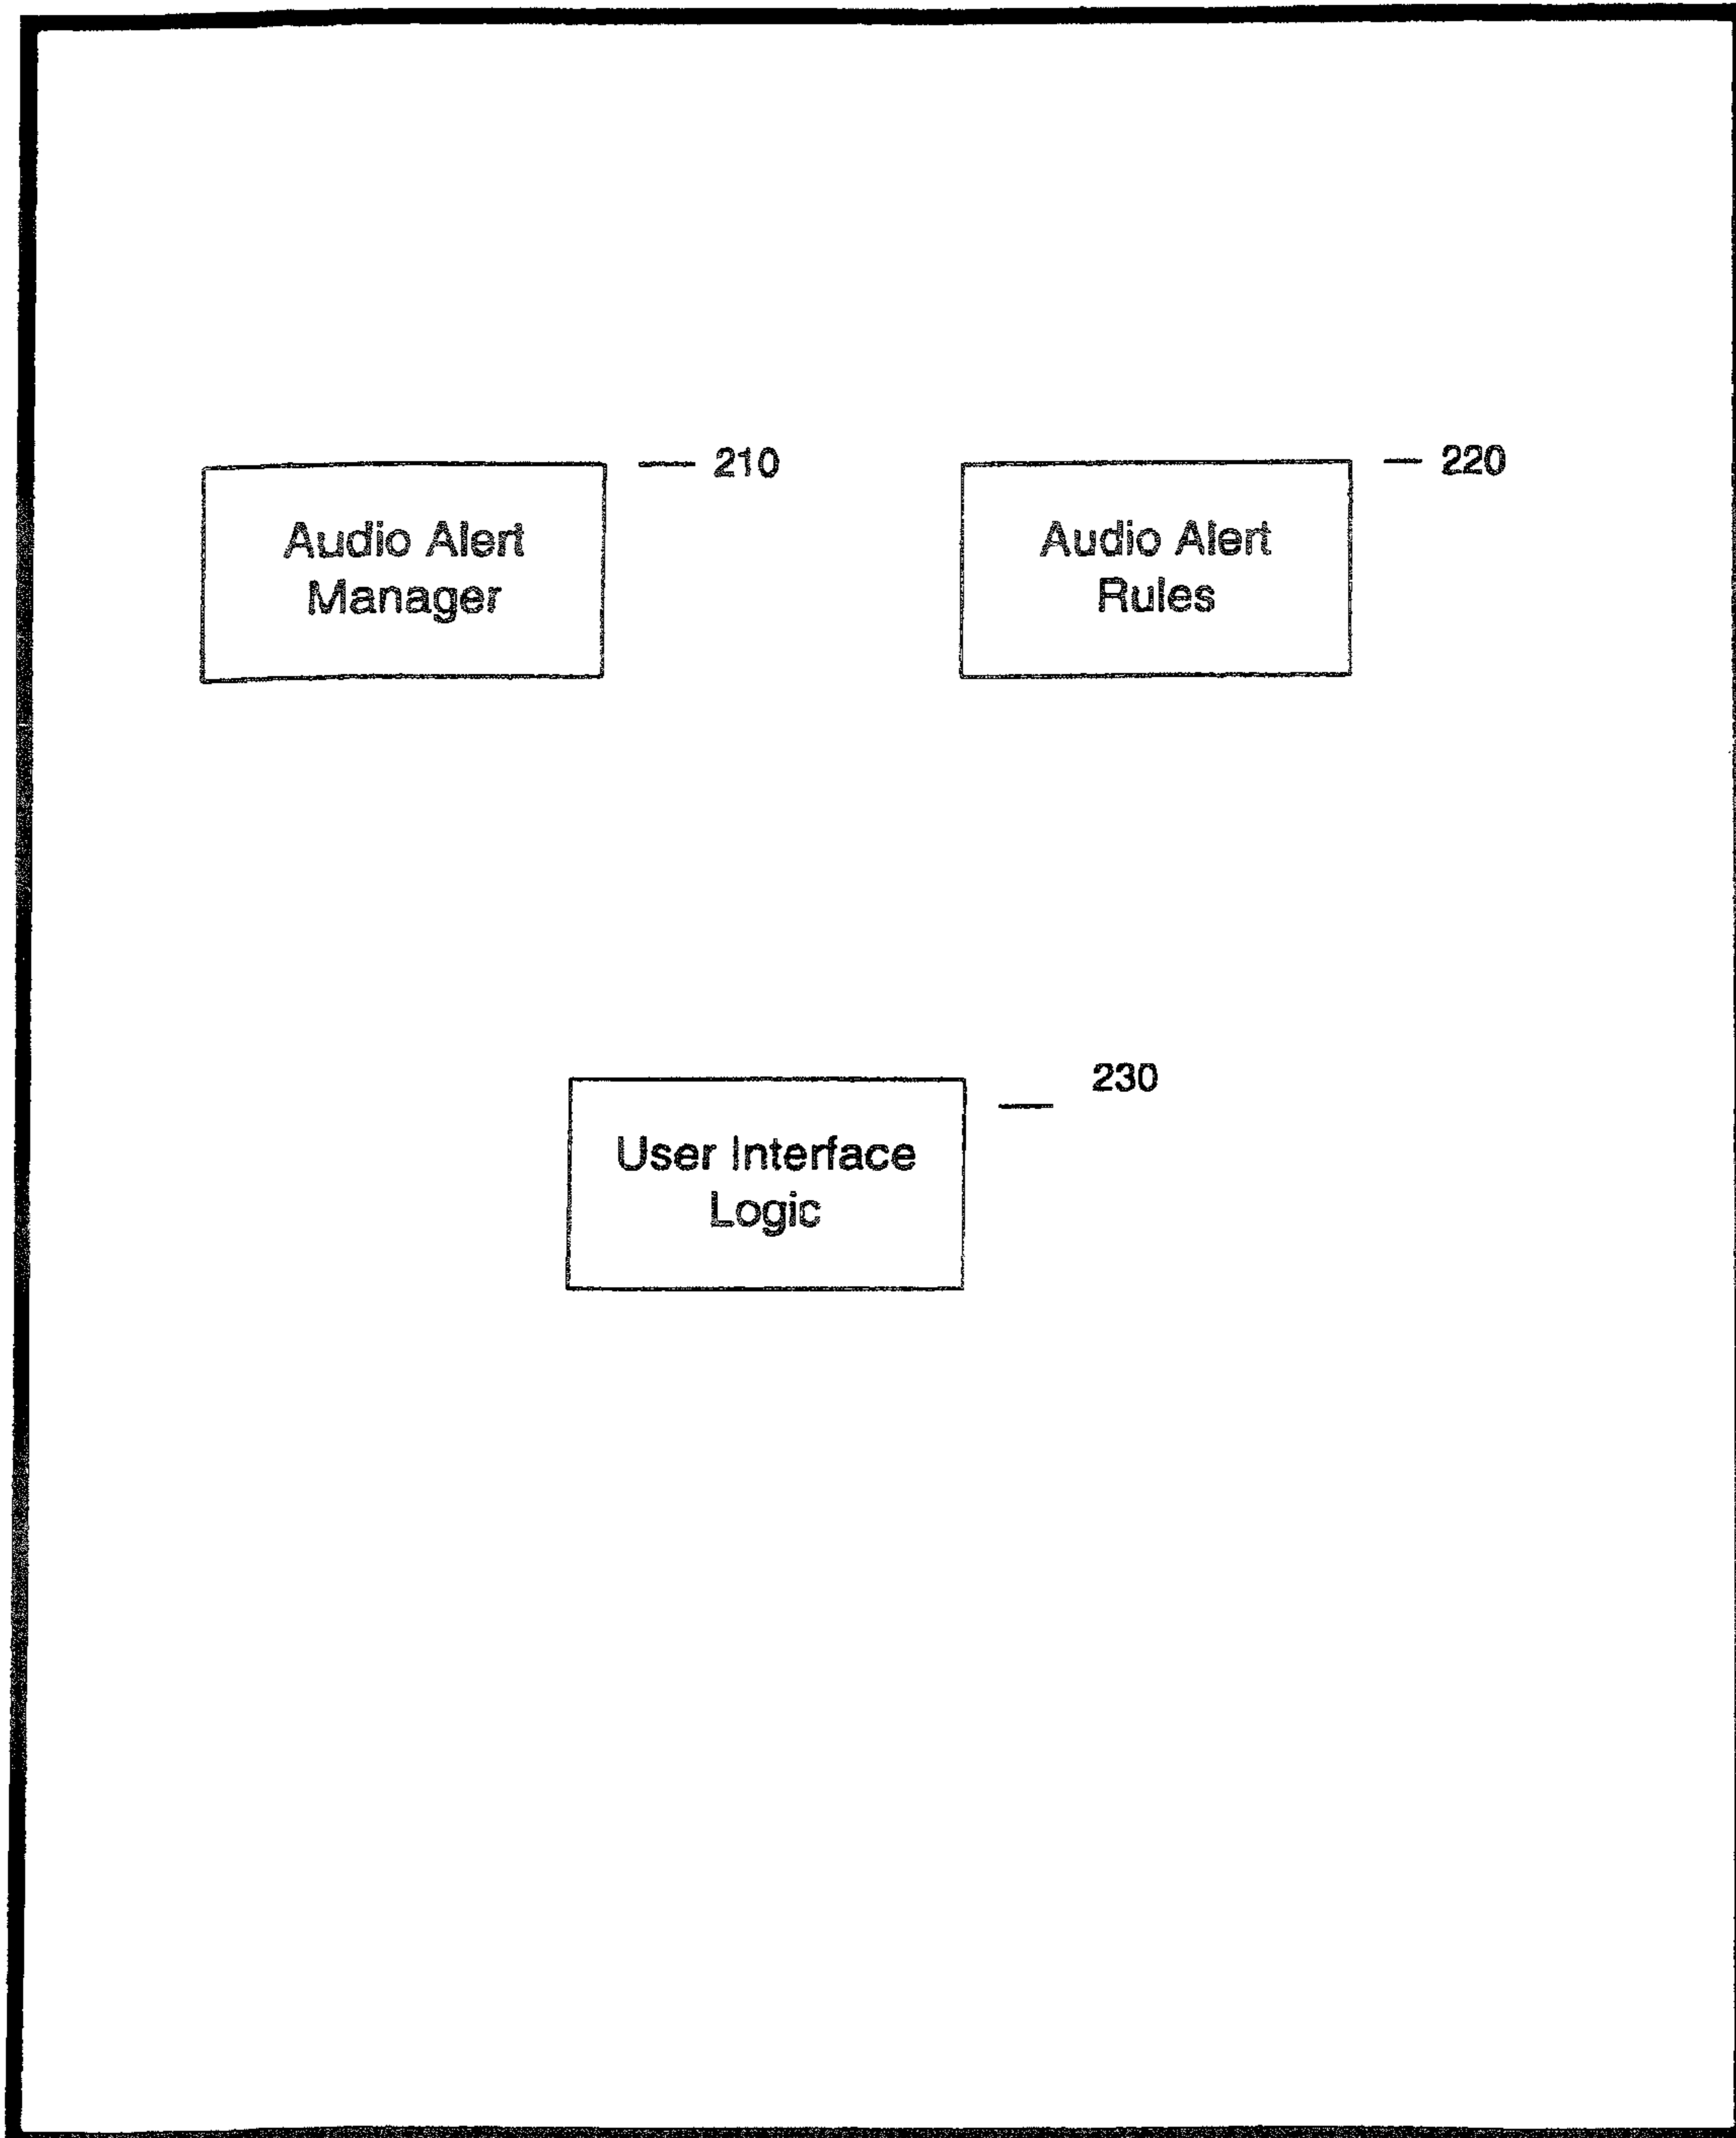 210
220
Audio Alert
Manager
Audio Alert
Rules
230
User Interface
Logic